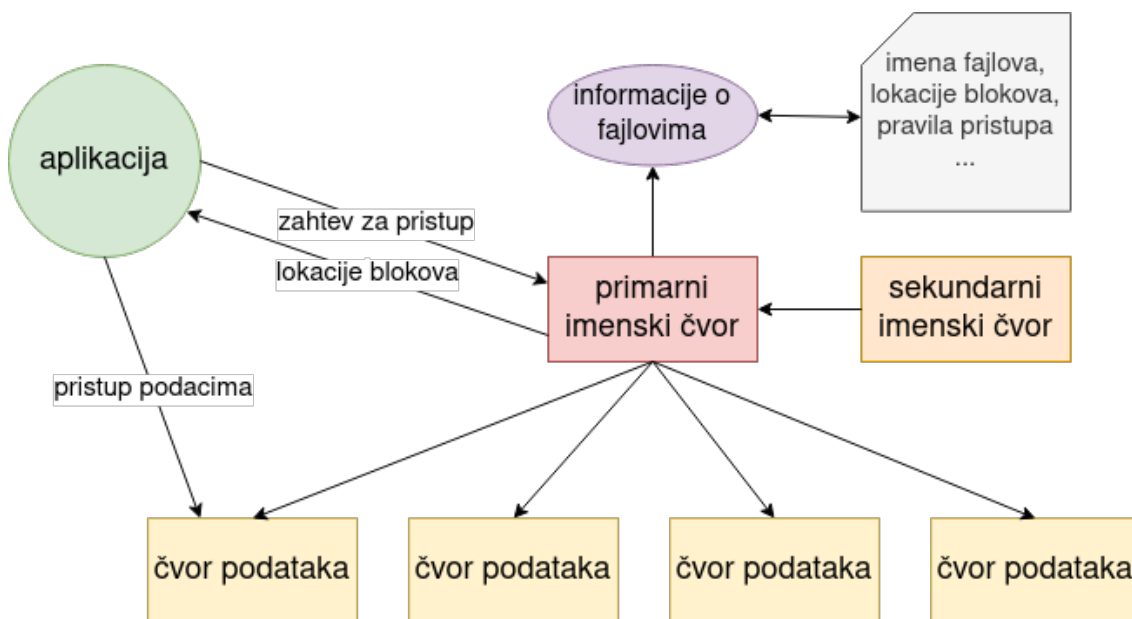 aplikacija
informacije o
fajlovima
imena fajlova,
lokacije blokova,
pravila pristupa
...
zahtev za pristup
lokacije blokova
primarni
imenski čvor
sekundarni
imenski čvor
pristup podacima
čvor podataka
čvor podataka
čvor podataka
čvor podataka